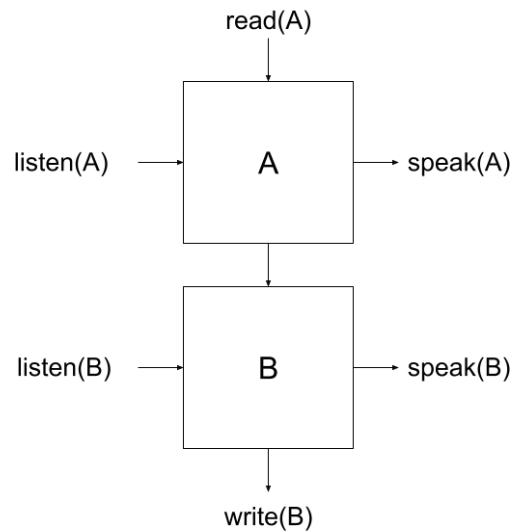 read(A)
listen(A)
A
speak(A)
listen(B)
B
speak(B)
write(B)